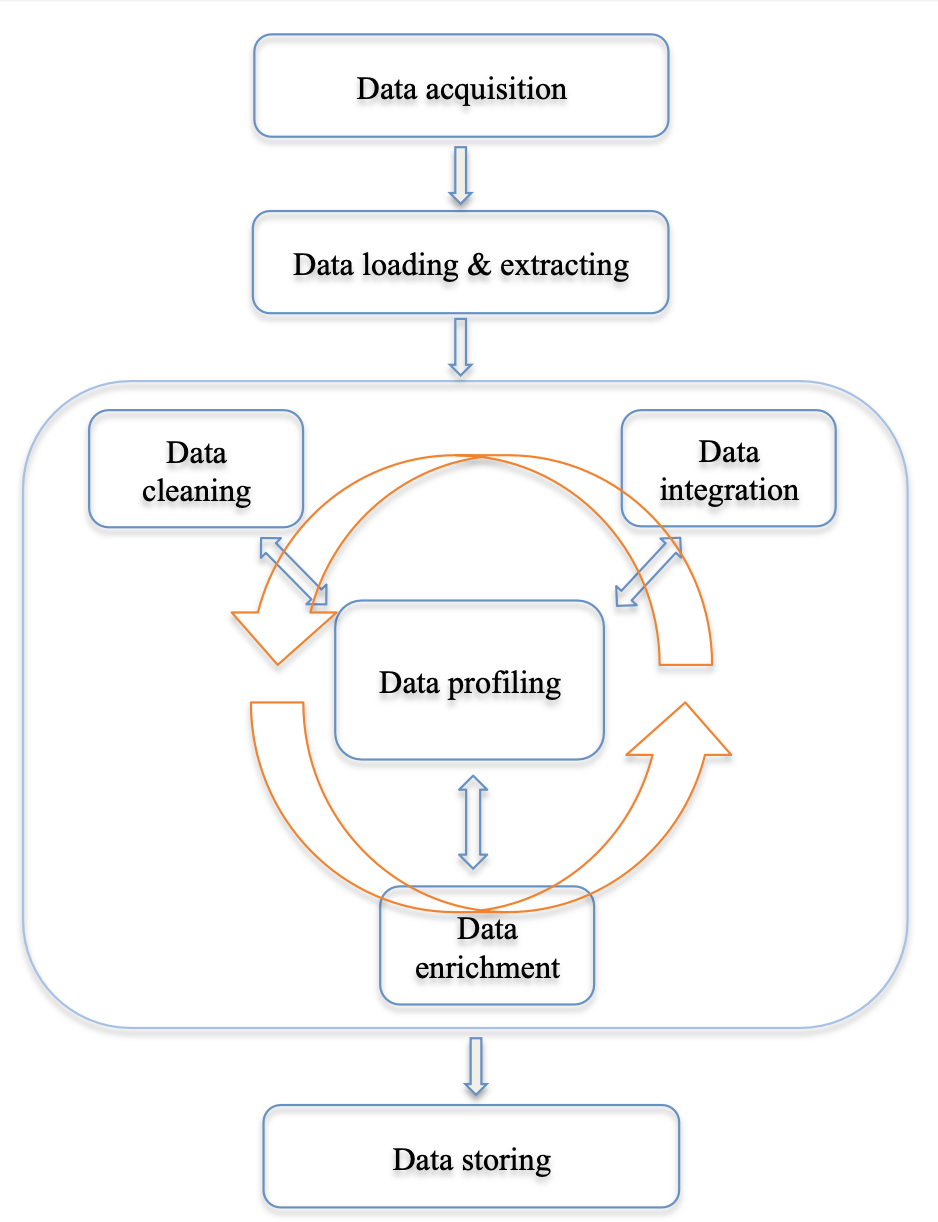 Data acquisition
Data loading & extracting
Data
cleaning
Data
integration
Data profiling
Data
enrichment
Data storing